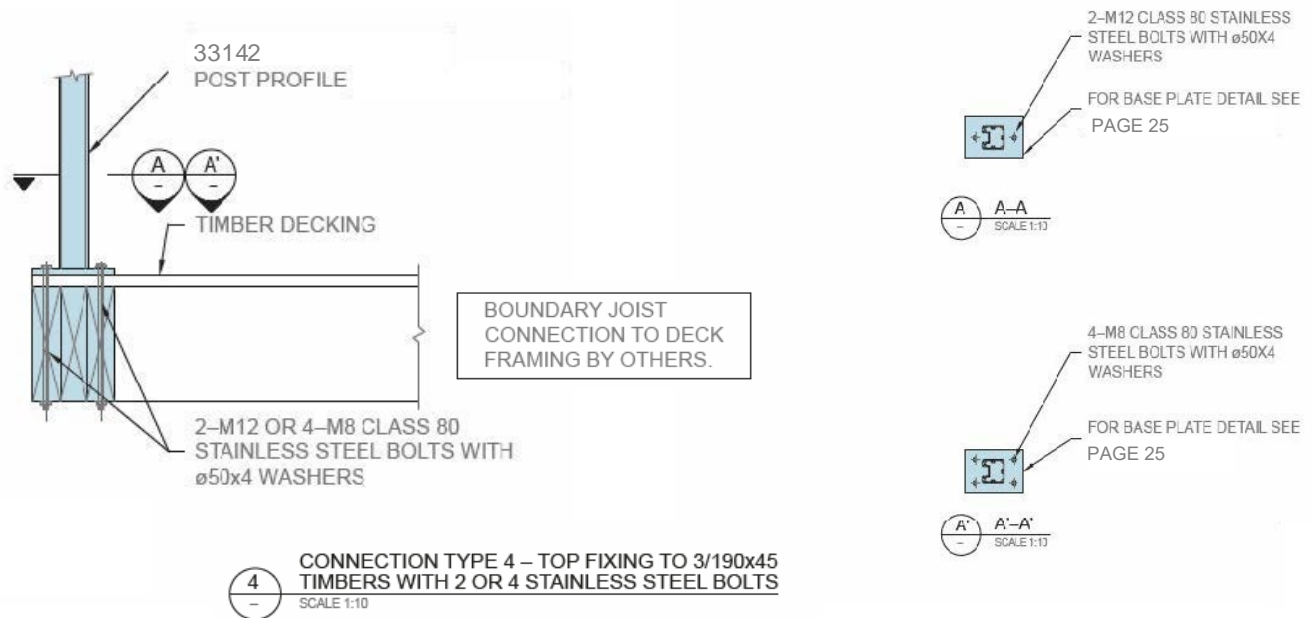 33142
POST PROFILE
A
–
A'
–
TIMBER DECKING
BOUNDARY JOIST
CONNECTION TO DECK
FRAMING BY OTHERS.
2–M12 OR 4–M8 CLASS 80
STAINLESS STEEL BOLTS WITH
ø50x4 WASHERS
4
–
CONNECTION TYPE 4 – TOP FIXING TO 3/190x45
TIMBERS WITH 2 OR 4 STAINLESS STEEL BOLTS
SCALE 1:10
2–M12 CLASS 80 STAINLESS
STEEL BOLTS WITH ø50X4
WASHERS
FOR BASE PLATE DETAIL SEE
PAGE 25
A
–
A–A
SCALE 1:10
4–M8 CLASS 80 STAINLESS
STEEL BOLTS WITH ø50X4
WASHERS
FOR BASE PLATE DETAIL SEE
PAGE 25
A'
–
A'–A'
SCALE 1:10